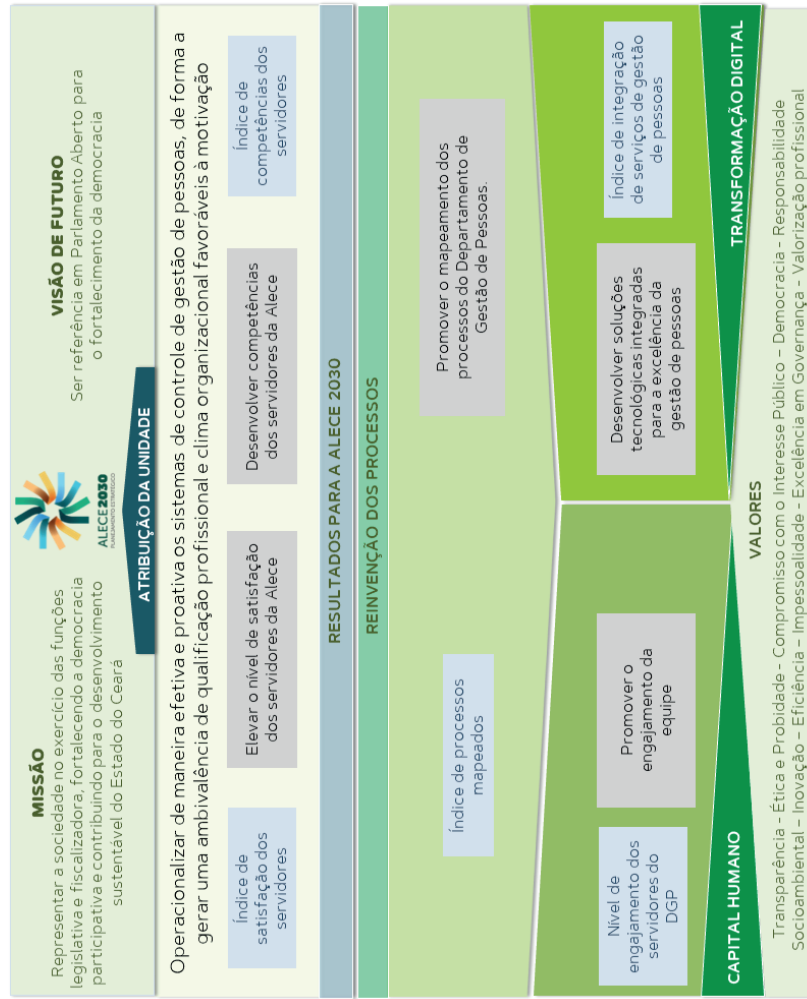 MISSÃO
Representar a sociedade no exercício das funções
legislativa e fiscalizadora, fortalecendo a democracia
participativa e contribuindo para o desenvolvimento
sustentável do Estado do Ceará
ALECE2030
PLANEJAMENTO ESTRATÉGICO
VISÃO DE FUTURO
Ser referência em Parlamento Aberto para
o fortalecimento da democracia
ATRIBUIÇÃO DA UNIDADE
Operacionalizar de maneira efetiva e proativa os sistemas de controle de gestão de pessoas, de forma a
gerar uma ambivalência de qualificação profissional e clima organizacional favoráveis à motivação
Índice de
satisfação dos
servidores
Elevar o nível de satisfação
dos servidores da Alece
Desenvolver competências
dos servidores da Alece
Índice de
competências dos
servidores
RESULTADOS PARA A ALECE 2030
REINVENÇÃO DOS PROCESSOS
Índice de processos
mapeados
Promover o mapeamento dos
processos do Departamento de
Gestão de Pessoas.
Nível de
engajamento dos
servidores do
DGP
Promover o
engajamento da
equipe
Desenvolver soluções
tecnológicas integradas
para a excelência da
gestão de pessoas
Índice de integração
de serviços de gestão
de pessoas
CAPITAL HUMANO
TRANSFORMAÇÃO DIGITAL
VALORES
Transparência – Ética e Probidade – Compromisso com o Interesse Público – Democracia - Responsabilidade
Socioambiental – Inovação – Eficiência – Impessoalidade - Excelência em Governança – Valorização profissional